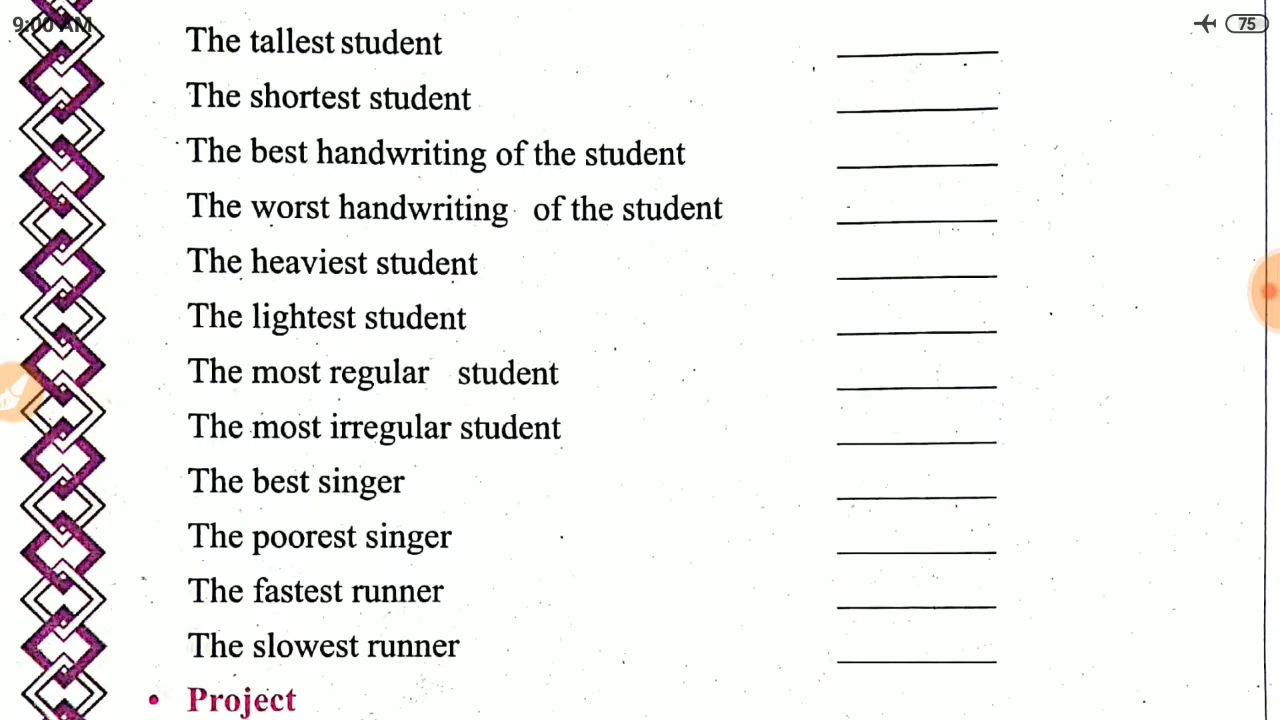 9:00 AM
75
The tallest student
The shortest student
The best handwriting of the student
The worst handwriting of the student
The heaviest student
The lightest student
The most regular student
The most irregular student
The best singer
The poorest singer
The fastest runner
The slowest runner
• Project